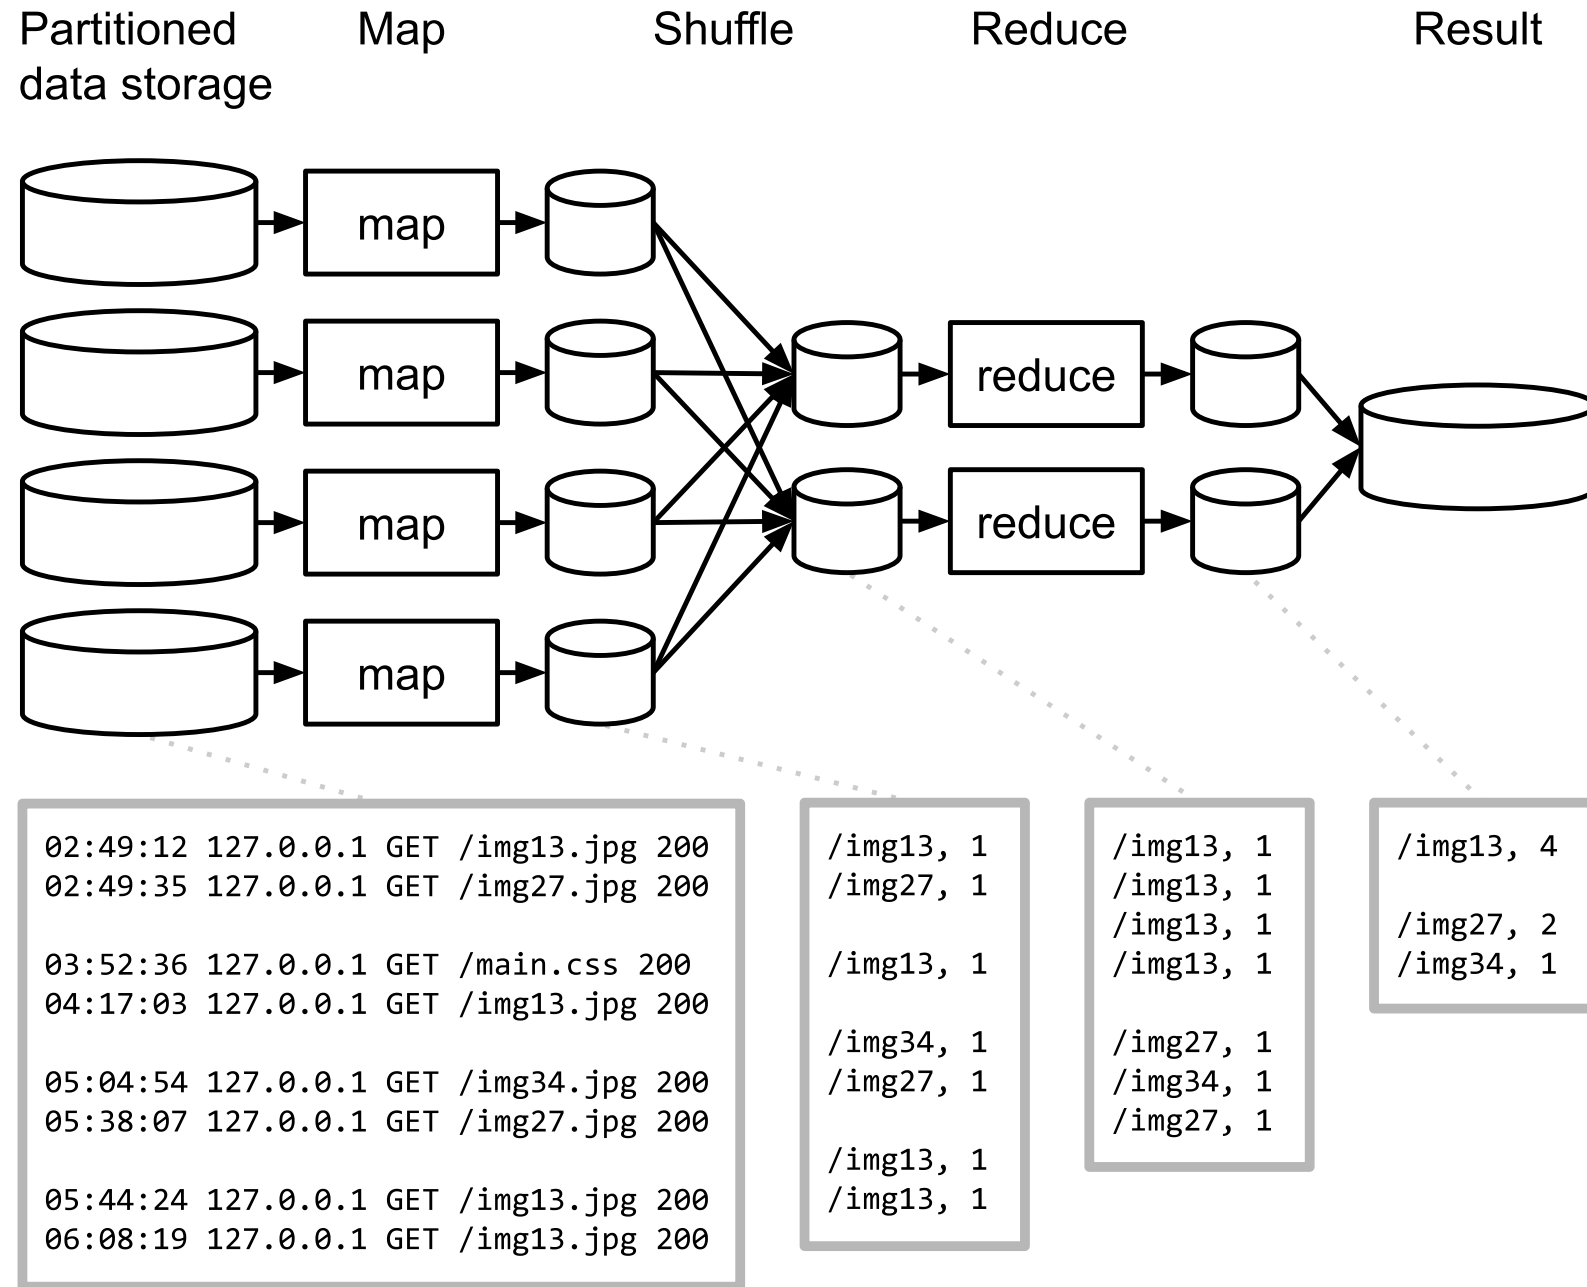 Partitioned
data storage
Map
Shuffle
Reduce
Result
map
map
map
map
reduce
reduce
02:49:12 127.0.0.1 GET /img13.jpg 200
02:49:35 127.0.0.1 GET /img27.jpg 200
03:52:36 127.0.0.1 GET /main.css 200
04:17:03 127.0.0.1 GET /img13.jpg 200
05:04:54 127.0.0.1 GET /img34.jpg 200
05:38:07 127.0.0.1 GET /img27.jpg 200
05:44:24 127.0.0.1 GET /img13.jpg 200
06:08:19 127.0.0.1 GET /img13.jpg 200
/img13, 1
/img27, 1
/img13, 1
/img34, 1
/img27, 1
/img13, 1
/img13, 1
/img13, 1
/img13, 1
/img13, 1
/img13, 1
/img27, 1
/img34, 1
/img27, 1
/img13, 4
/img27, 2
/img34, 1